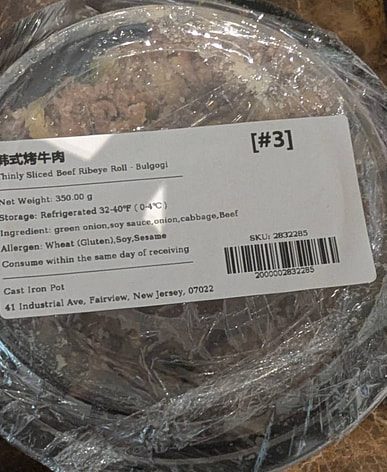 韩式烤牛肉
[#3]
Thinly Sliced Beef Ribeye Roll - Bulgogi
Net Weight: 350.00 g
Storage: Refrigerated 32-40°F ( 0-4°C )
Ingredient: green onion,soy sauce,onion,cabbage,Beef
Allergen: Wheat (Gluten),Soy,Sesame
Consume within the same day of receiving
SKU: 2832285
2000002832285
Cast Iron Pot
41 Industrial Ave, Fairview, New Jersey, 07022